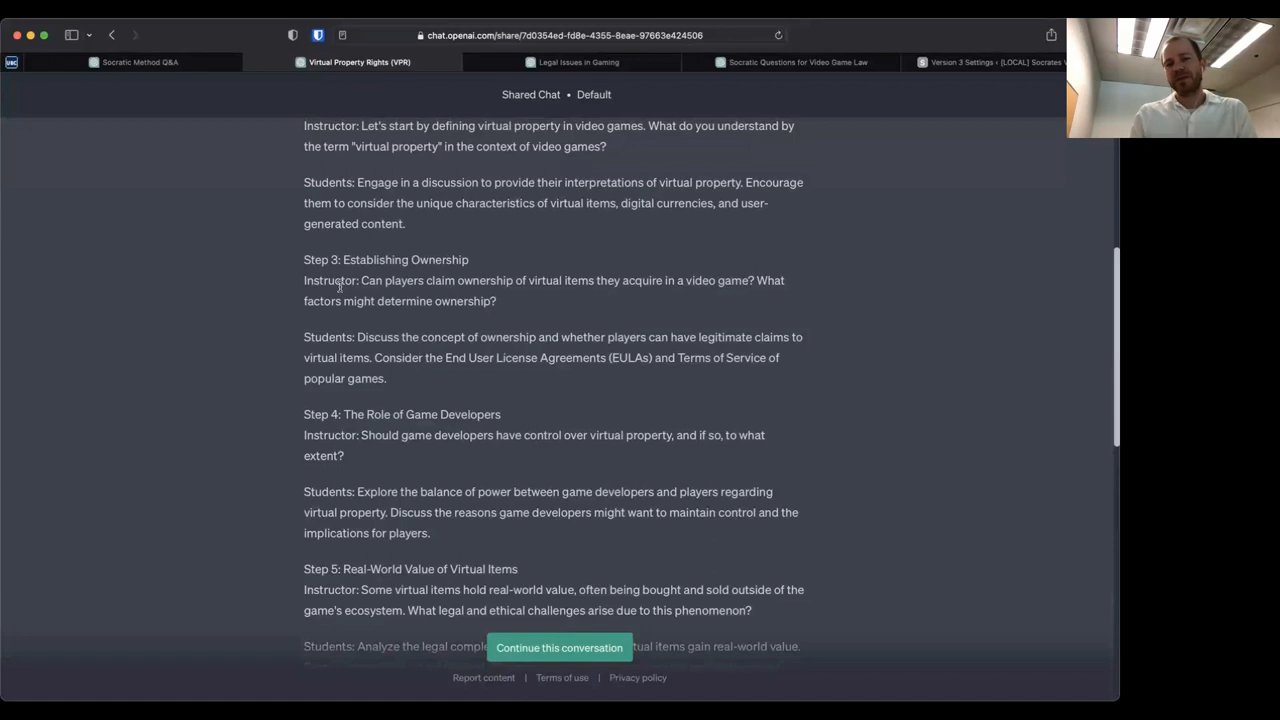 chat.openai.com/share/7d0354ed-fd8e-4355-8eae-97663e424506
UBC
Socratic Method Q&A
Virtual Property Rights (VPR)
Legal Issues in Gaming
Socratic Questions for Video Game Law
S Version 3 Settings ‹ [LOCAL] Socrates
Shared Chat • Default
Instructor: Let's start by defining virtual property in video games. What do you understand by
the term "virtual property" in the context of video games?
Students: Engage in a discussion to provide their interpretations of virtual property. Encourage
them to consider the unique characteristics of virtual items, digital currencies, and user-
generated content.
Step 3: Establishing Ownership
Instructor: Can players claim ownership of virtual items they acquire in a video game? What
factors might determine ownership?
Students: Discuss the concept of ownership and whether players can have legitimate claims to
virtual items. Consider the End User License Agreements (EULAs) and Terms of Service of
popular games.
Step 4: The Role of Game Developers
Instructor: Should game developers have control over virtual property, and if so, to what
extent?
Students: Explore the balance of power between game developers and players regarding
virtual property. Discuss the reasons game developers might want to maintain control and the
implications for players.
Step 5: Real-World Value of Virtual Items
Instructor: Some virtual items hold real-world value, often being bought and sold outside of the
game's ecosystem. What legal and ethical challenges arise due to this phenomenon?
Students: Analyze the legal comple tual items gain real-world value.
Continue this conversation
Report content | Terms of use | Privacy policy